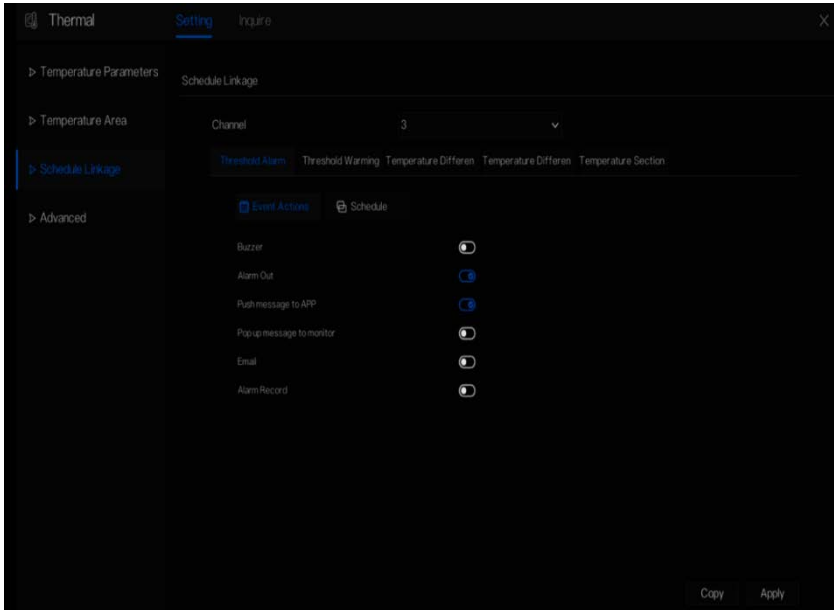 Thermal Setting Inquire X
Temperature Parameters
Schedule Linkage
Temperature Area
Channel 3
Threshold Alarm Threshold Warming Temperature Differen Temperature Differen Temperature Section
Schedule Linkage
Event Actions Schedule
Advanced
Buzzer
Alarm Out
Push message to APP
Pop up message to monitor
Email
Alarm Record
Copy Apply